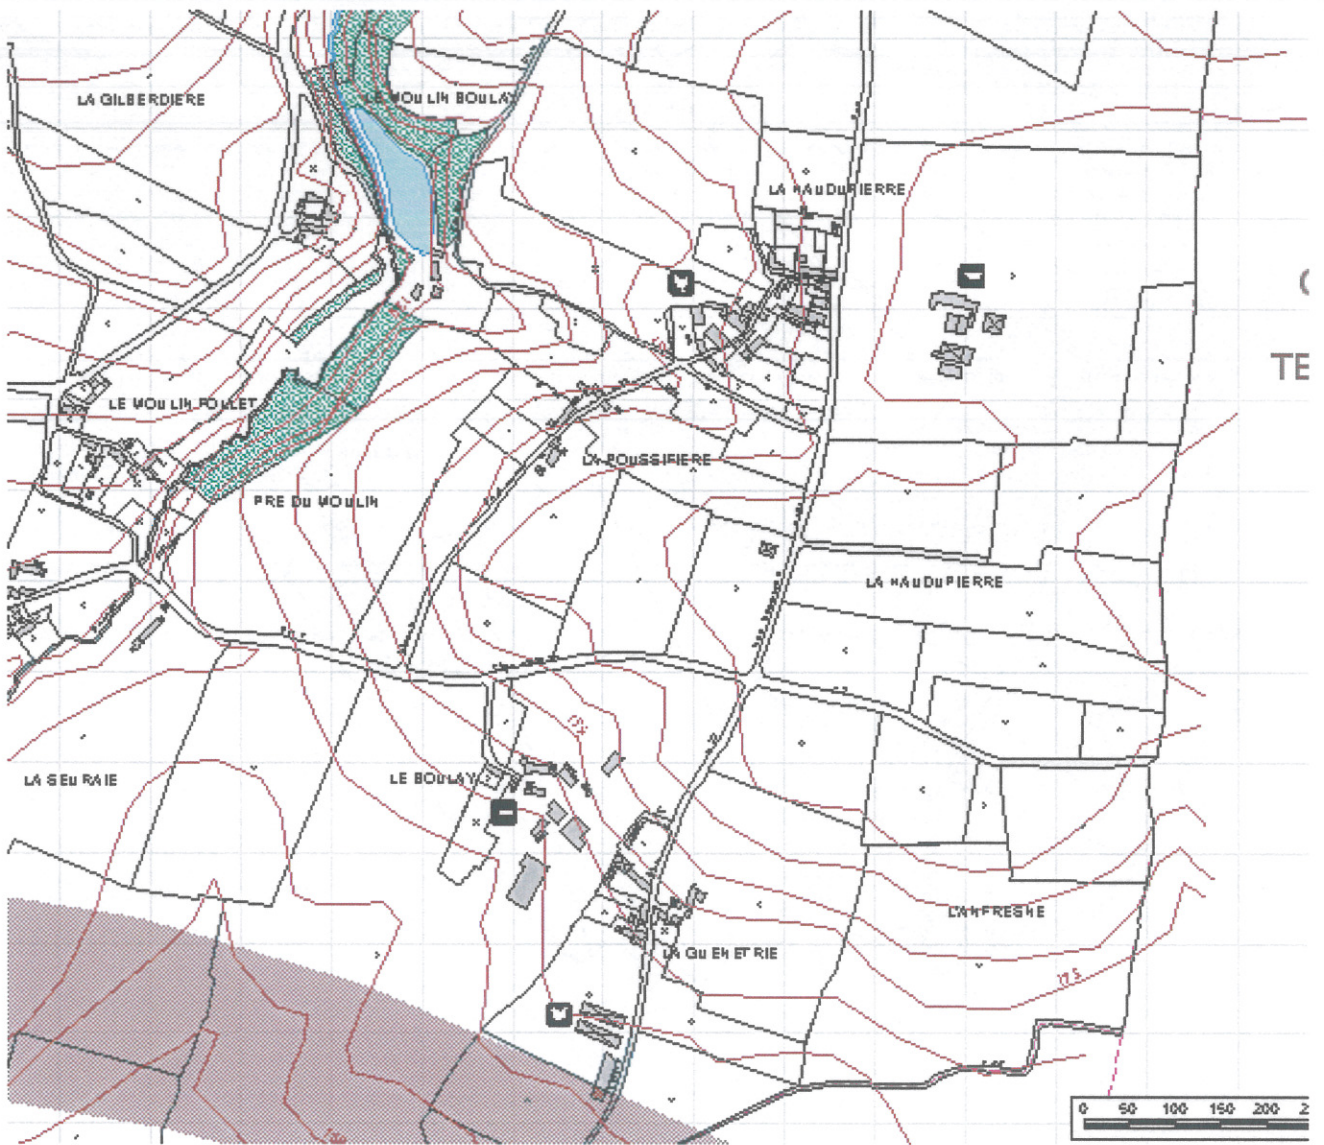 LE MOULIN BOULAY
LA GILBERDIERE
LA HAUDUPIERRE
TE
LE MOULIN FOLLET
LA POUSSIFIERE
PRE DU MOULIN
LA HAUDUPIERRE
LA SEURAIE
LE BOULAY
L'ANFRESNE
LA GUENETRIE
175
0 50 100 150 200 2